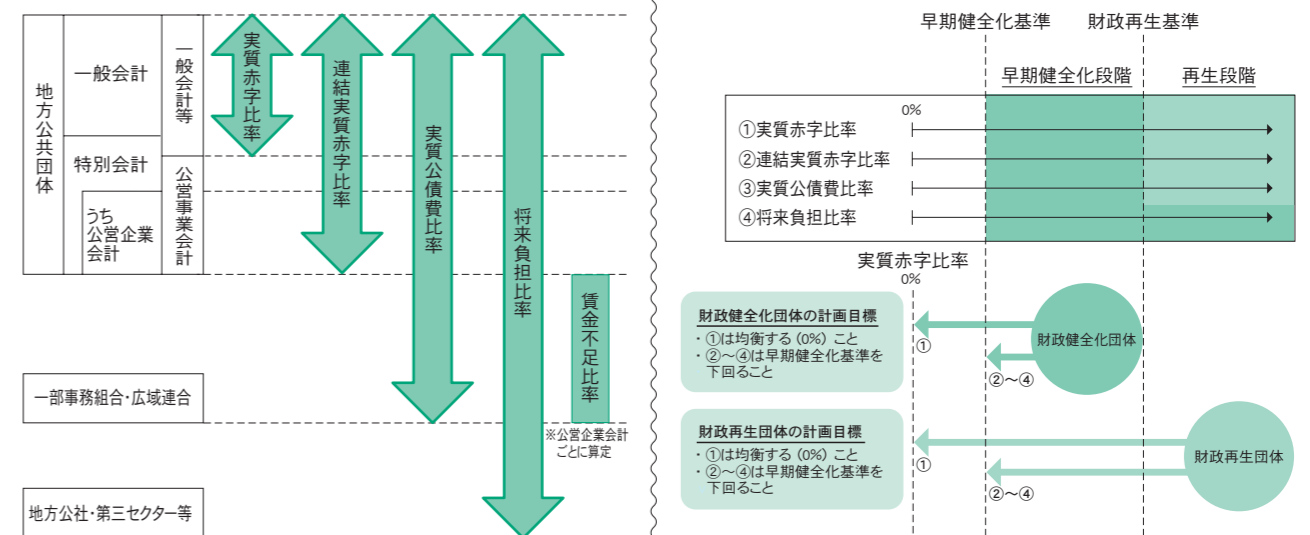 地方公共団体
一般会計
特別会計
うち
公営企業
会計
一般会計等
公営事業会計
実質赤字比率
連結実質赤字比率
実質公債費比率
将来負担比率
賃金不足比率
※公営企業会計
ごとに算定
一部事務組合・広域連合
地方公社・第三セクター等
早期健全化基準
財政再生基準
早期健全化段階
再生段階
0%
①実質赤字比率
②連結実質赤字比率
③実質公債費比率
④将来負担比率
実質赤字比率
0%
財政健全化団体の計画目標
・①は均衡する（0%）こと
・②～④は早期健全化基準を
下回ること
①
②～④
財政健全化団体
財政再生団体の計画目標
・①は均衡する（0%）こと
・②～④は早期健全化基準を
下回ること
①
②～④
財政再生団体